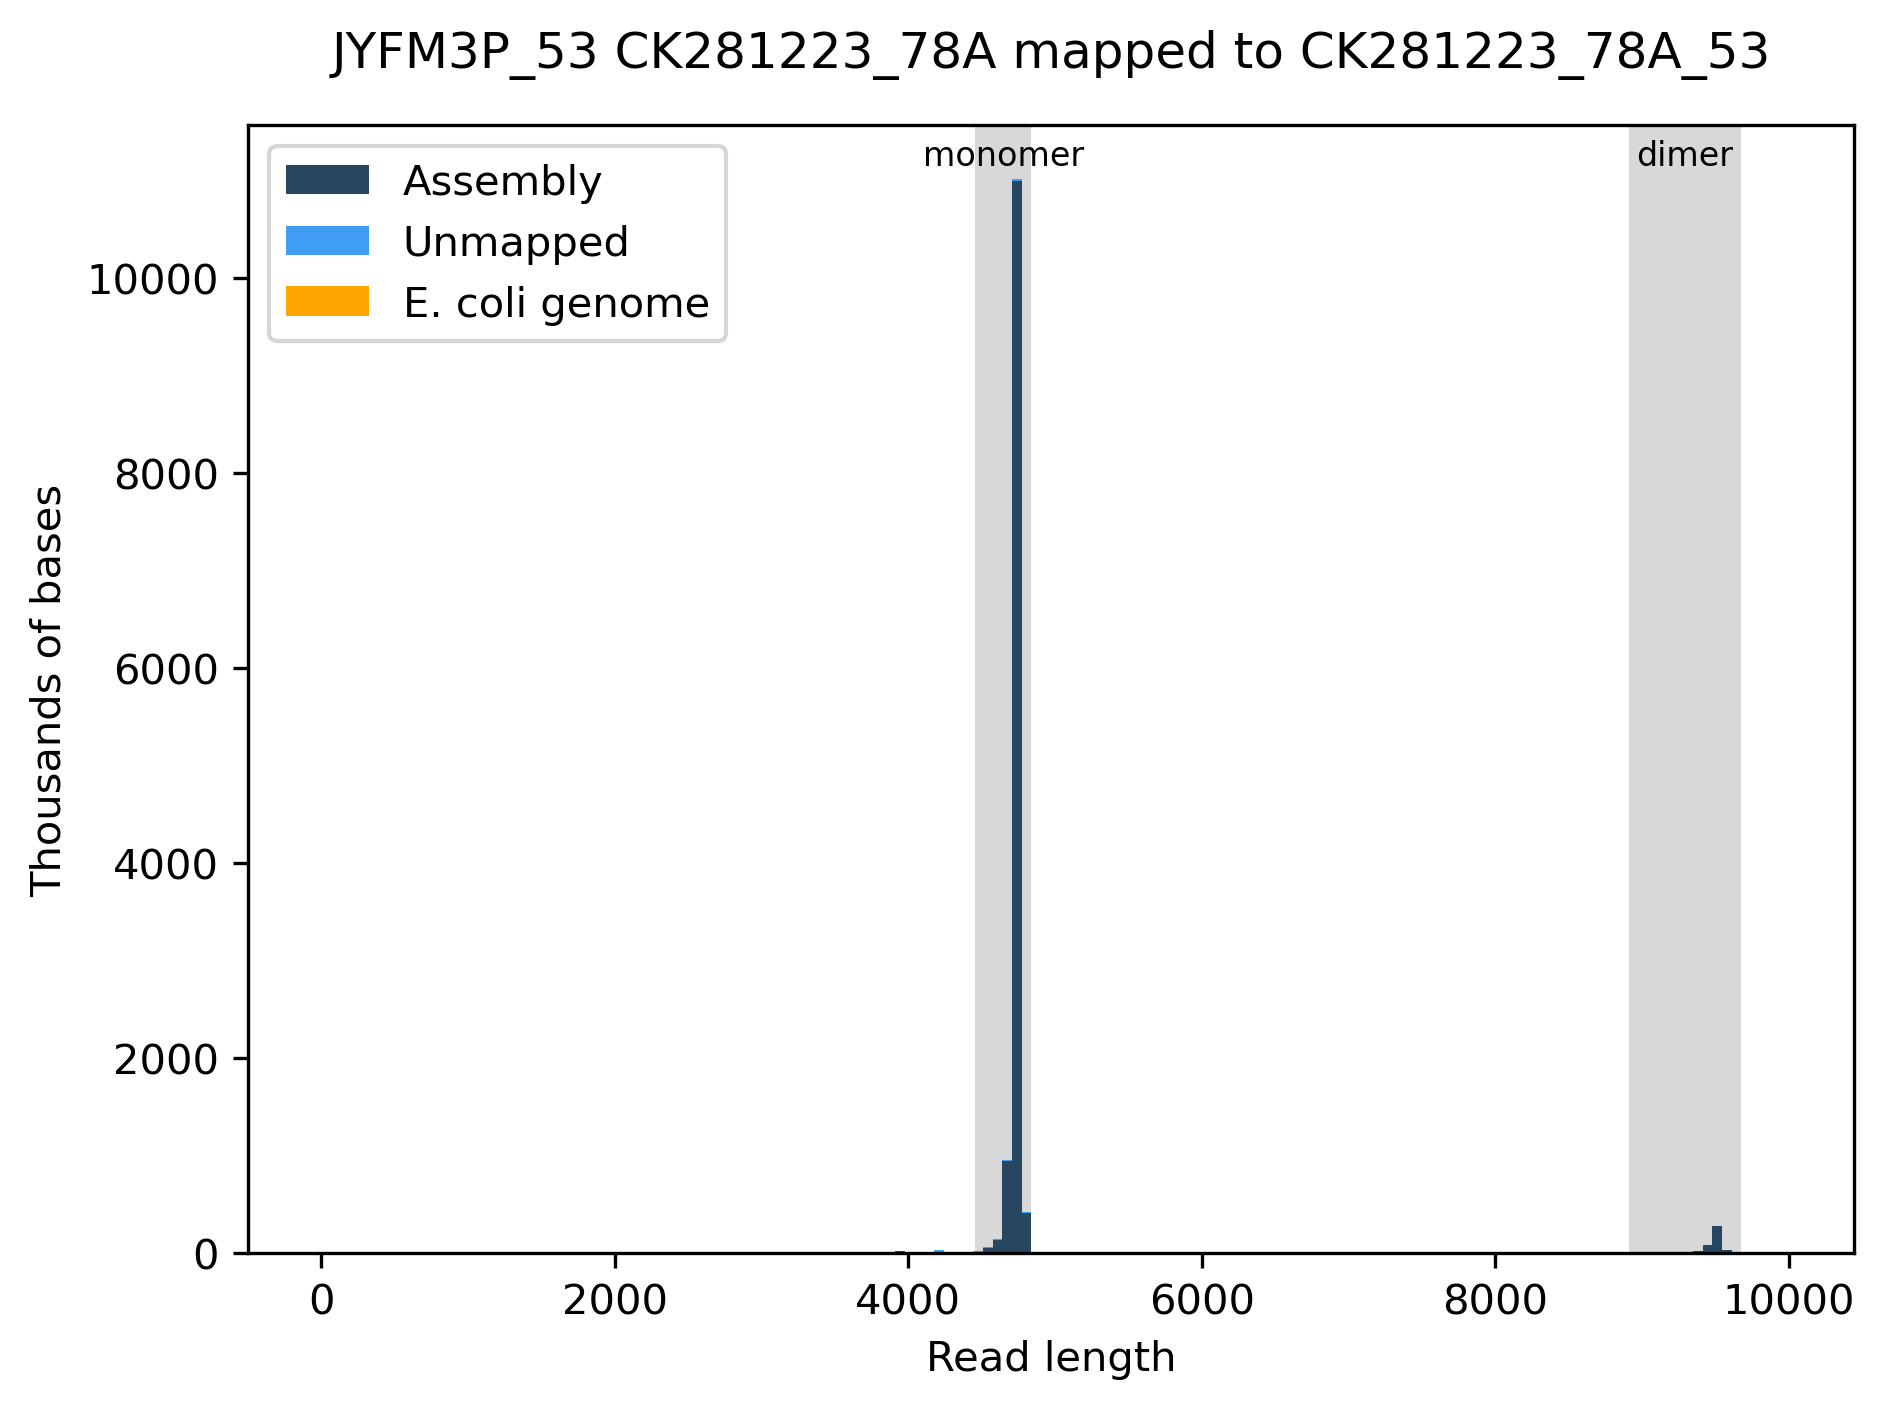 JYFM3P_53 CK281223_78A mapped to CK281223_78A_53
monomer
dimer
Assembly
Unmapped
E. coli genome
10000
8000
6000
4000
2000
0
Thousands of bases
0
2000
4000
6000
8000
10000
Read length